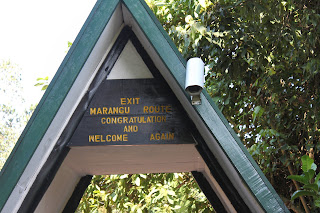 EXIT
MARANGU ROUTE
CONGRATULATION
AND
WELCOME AGAIN